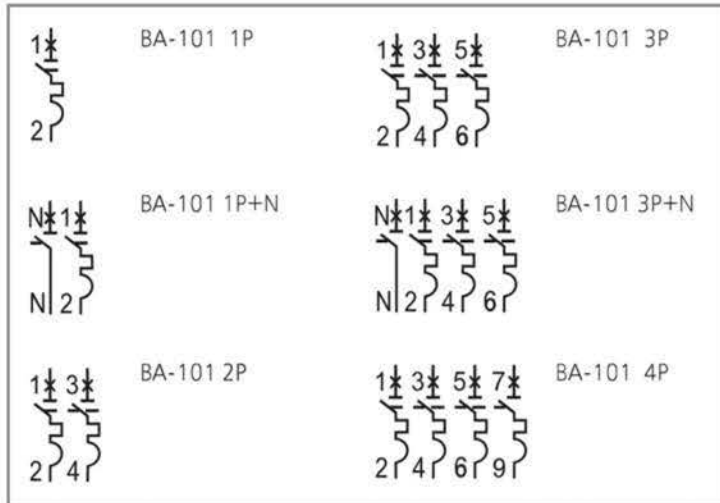 1 BA-101 1P
2
1 3 5 BA-101 3P
2 4 6
N 1 BA-101 1P+N
N 2
N 1 3 5 BA-101 3P+N
N 2 4 6
1 3 BA-101 2P
2 4
1 3 5 7 BA-101 4P
2 4 6 9